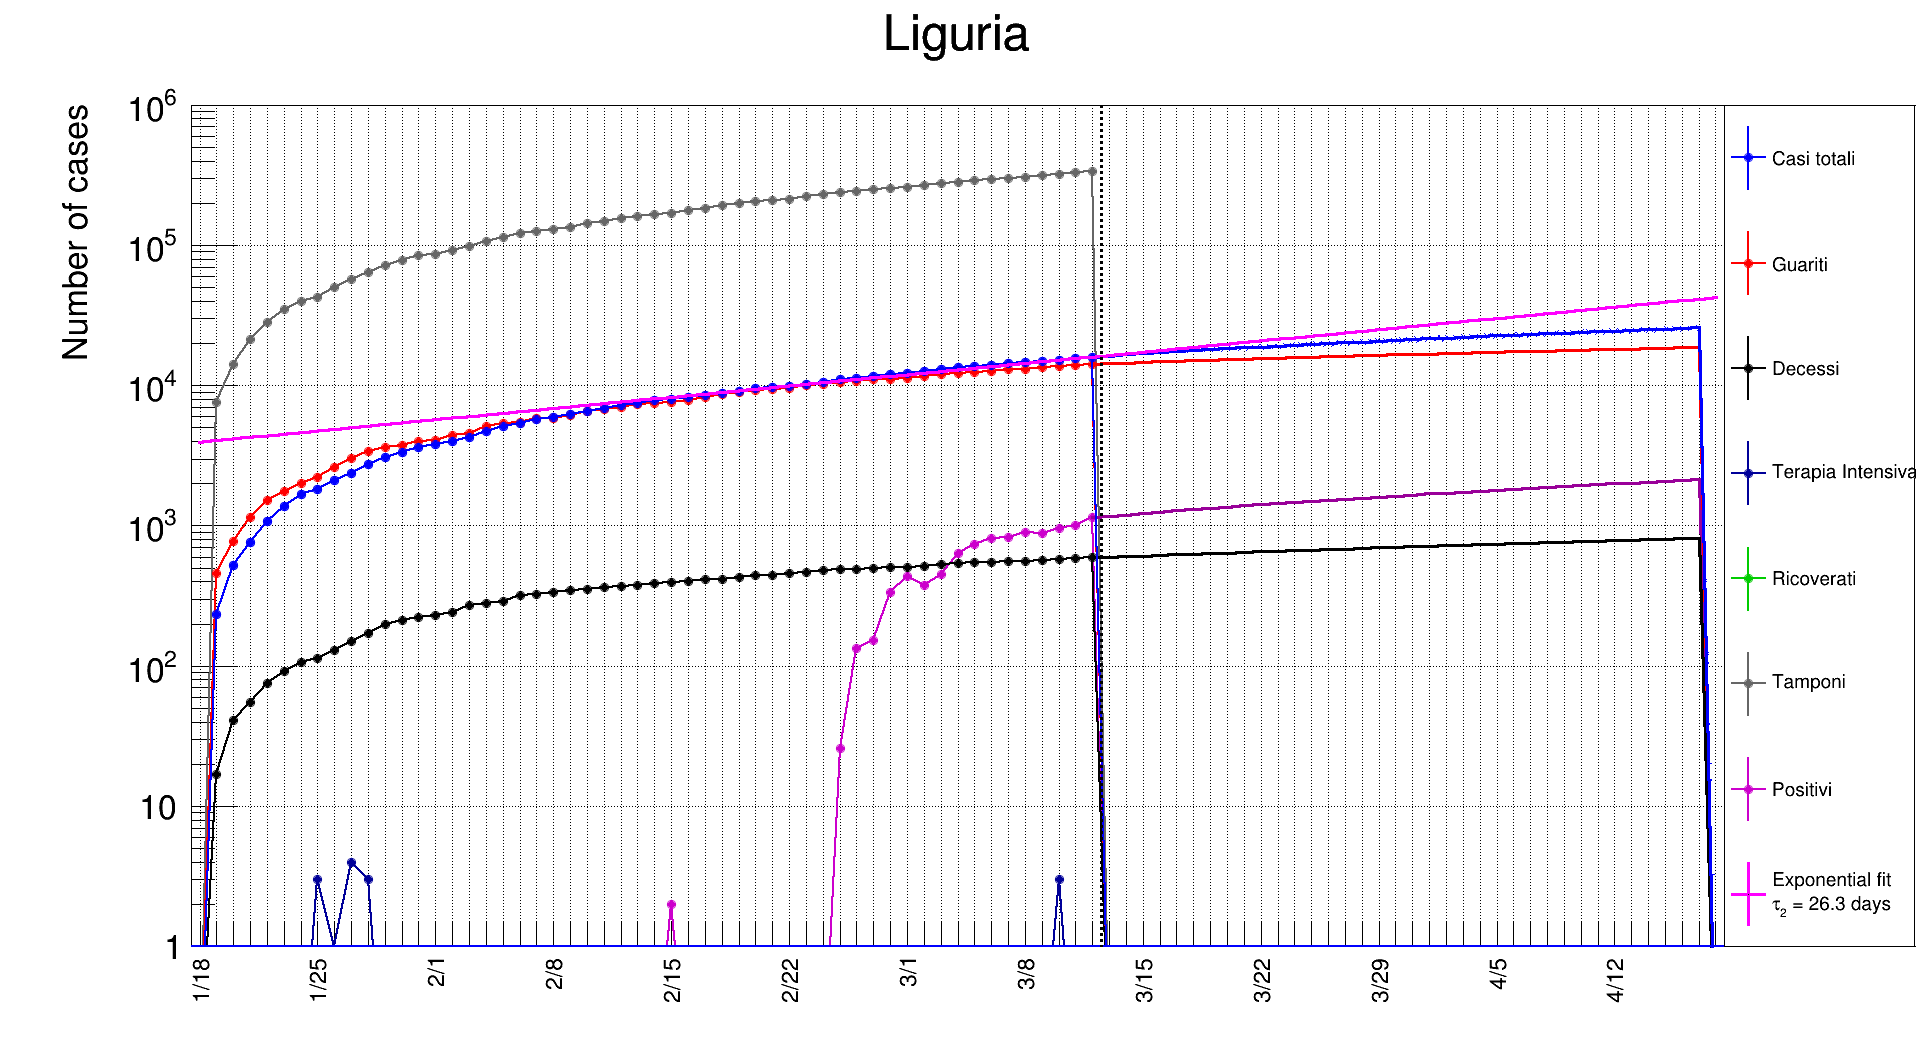 Liguria
Number of cases
10^6
10^5
10^4
10^3
10^2
10
1
1/18
1/25
2/1
2/8
2/15
2/22
3/1
3/8
3/15
3/22
3/29
4/5
4/12
Casi totali
Guariti
Decessi
Terapia Intensiva
Ricoverati
Tamponi
Positivi
Exponential fit
τ₂ = 26.3 days